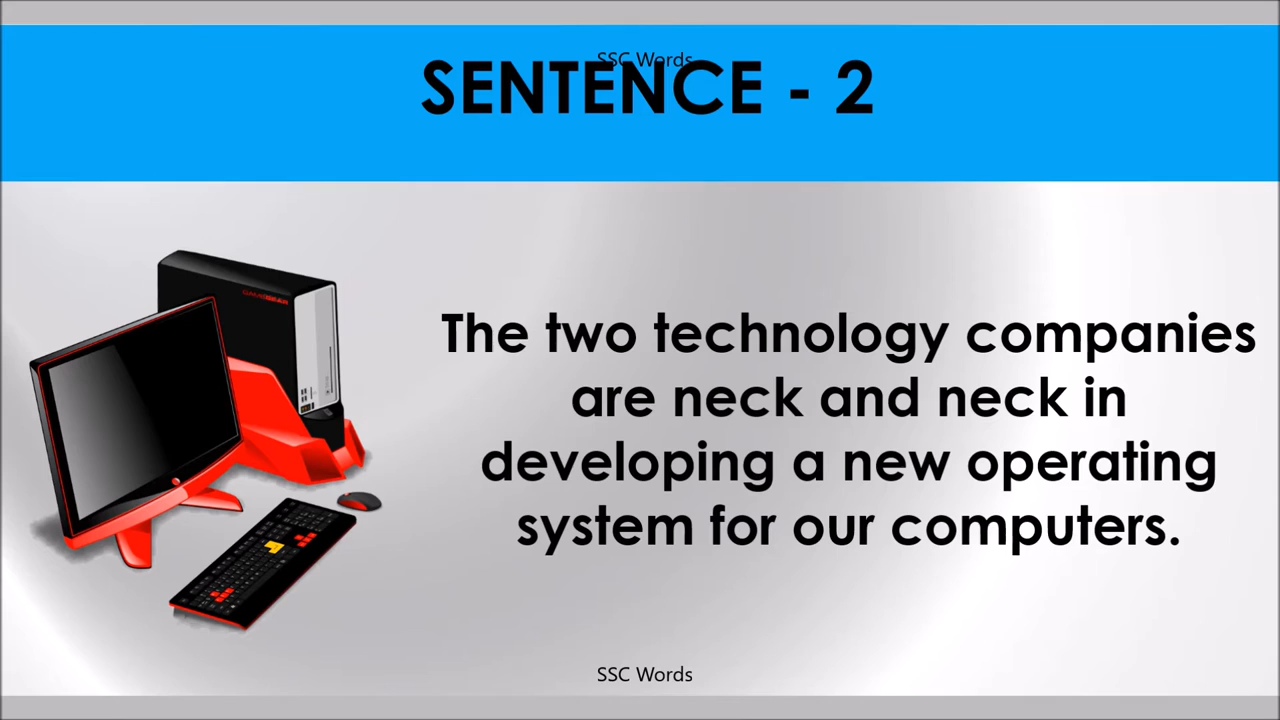 SSC Words
SENTENCE - 2
GAMEGEAR
The two technology companies
are neck and neck in
developing a new operating
system for our computers.
SSC Words